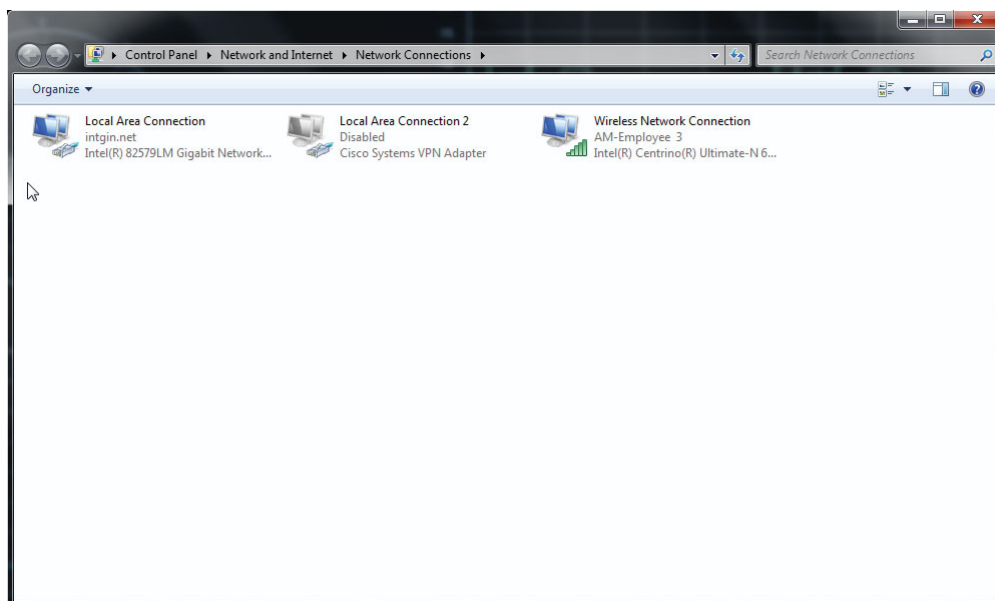 Control Panel Network and Internet Network Connections
Search Network Connections
Organize
Local Area Connection
intgin.net
Intel(R) 82579LM Gigabit Network...
Local Area Connection 2
Disabled
Cisco Systems VPN Adapter
Wireless Network Connection
AM-Employee 3
Intel(R) Centrino(R) Ultimate-N 6...